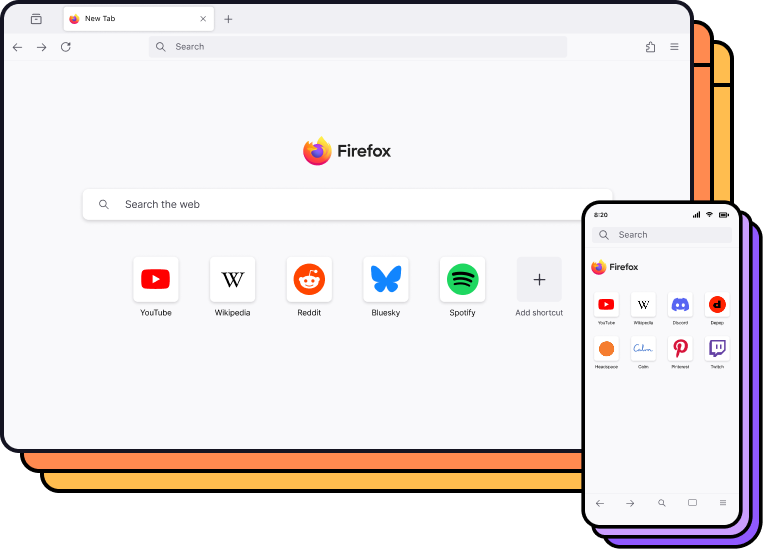 New Tab
Search
Firefox
Search the web
YouTube Wikipedia Reddit Bluesky Spotify Add shortcut
8:20
Search
Firefox
YouTube Wikipedia Discord Depop
Headspace Calm Pinterest Twitch